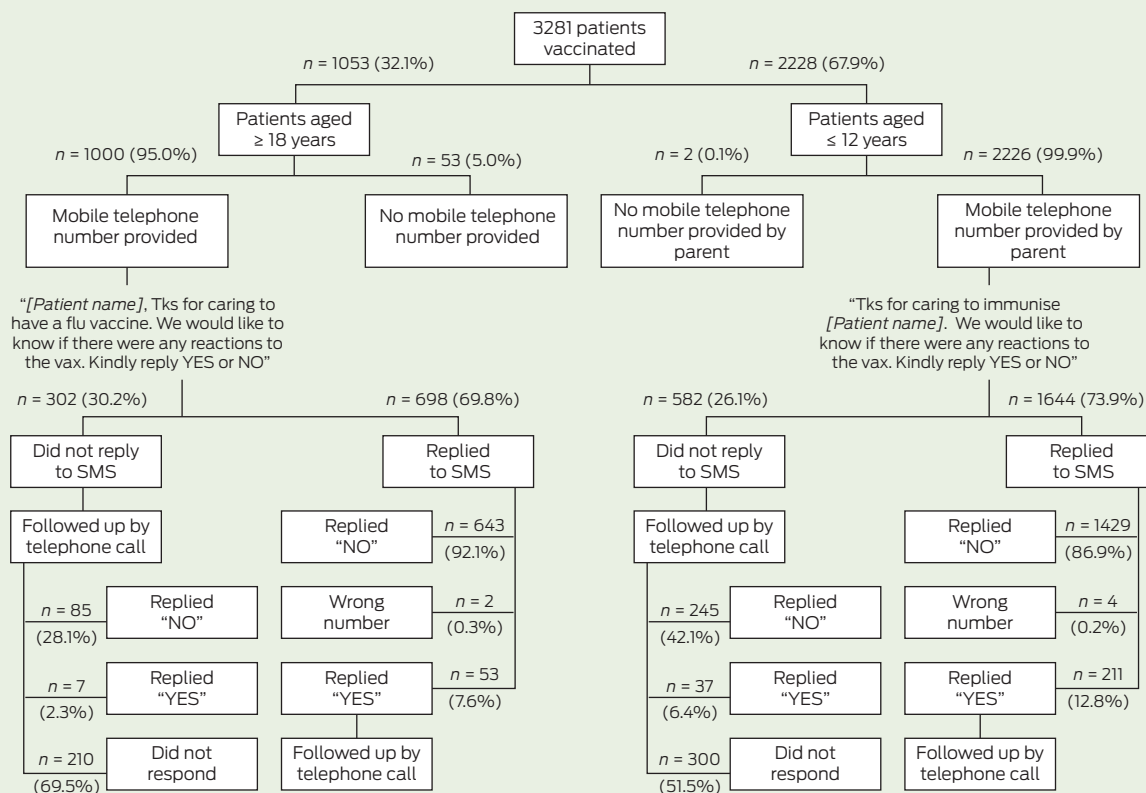 3281 patients
vaccinated
n = 1053 (32.1%)
n = 2228 (67.9%)
Patients aged
≥ 18 years
Patients aged
≤ 12 years
n = 1000 (95.0%)
n = 53 (5.0%)
n = 2 (0.1%)
n = 2226 (99.9%)
Mobile telephone
number provided
No mobile telephone
number provided
No mobile telephone
number provided by
parent
Mobile telephone
number provided by
parent
“[Patient name], Tks for caring to
have a flu vaccine. We would like to
know if there were any reactions to
the vax. Kindly reply YES or NO”
“Tks for caring to immunise
[Patient name]. We would like to
know if there were any reactions to
the vax. Kindly reply YES or NO”
n = 302 (30.2%)
n = 698 (69.8%)
n = 582 (26.1%)
n = 1644 (73.9%)
Did not reply
to SMS
Replied
to SMS
Did not reply
to SMS
Replied
to SMS
Followed up by
telephone call
Replied
“NO”
n = 643
(92.1%)
Followed up by
telephone call
Replied
“NO”
n = 1429
(86.9%)
n = 85
(28.1%)
Replied
“NO”
Wrong
number
n = 2
(0.3%)
n = 245
(42.1%)
Replied
“NO”
Wrong
number
n = 4
(0.2%)
n = 7
(2.3%)
Replied
“YES”
Replied
“YES”
n = 53
(7.6%)
n = 37
(6.4%)
Replied
“YES”
Replied
“YES”
n = 211
(12.8%)
n = 210
(69.5%)
Did not
respond
Followed up by
telephone call
n = 300
(51.5%)
Did not
respond
Followed up by
telephone call